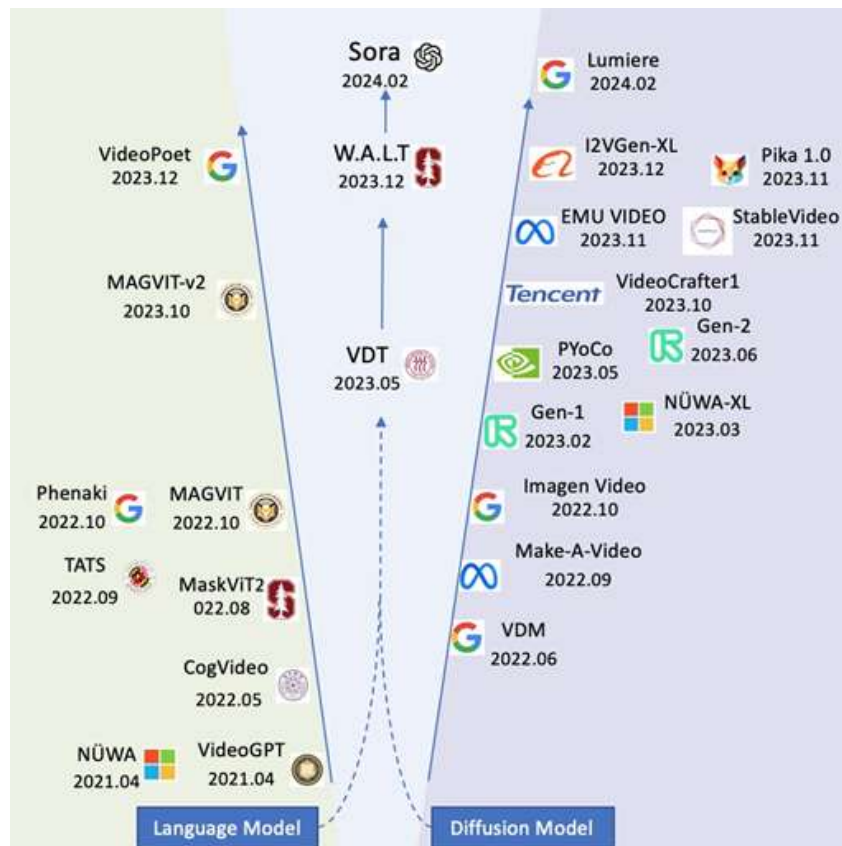 Sora
2024.02
Lumiere
2024.02
VideoPoet
2023.12
W.A.L.T
2023.12
I2VGen-XL
2023.12
Pika 1.0
2023.11
EMU VIDEO
2023.11
StableVideo
2023.11
MAGVIT-v2
2023.10
Tencent
VideoCrafter1
2023.10
VDT
2023.05
PYoCo
2023.05
Gen-2
2023.06
Gen-1
2023.02
NÜWA-XL
2023.03
Phenaki
2022.10
MAGVIT
2022.10
Imagen Video
2022.10
TATS
2022.09
MaskViT2
022.08
Make-A-Video
2022.09
VDM
2022.06
CogVideo
2022.05
NÜWA
2021.04
VideoGPT
2021.04
Language Model
Diffusion Model